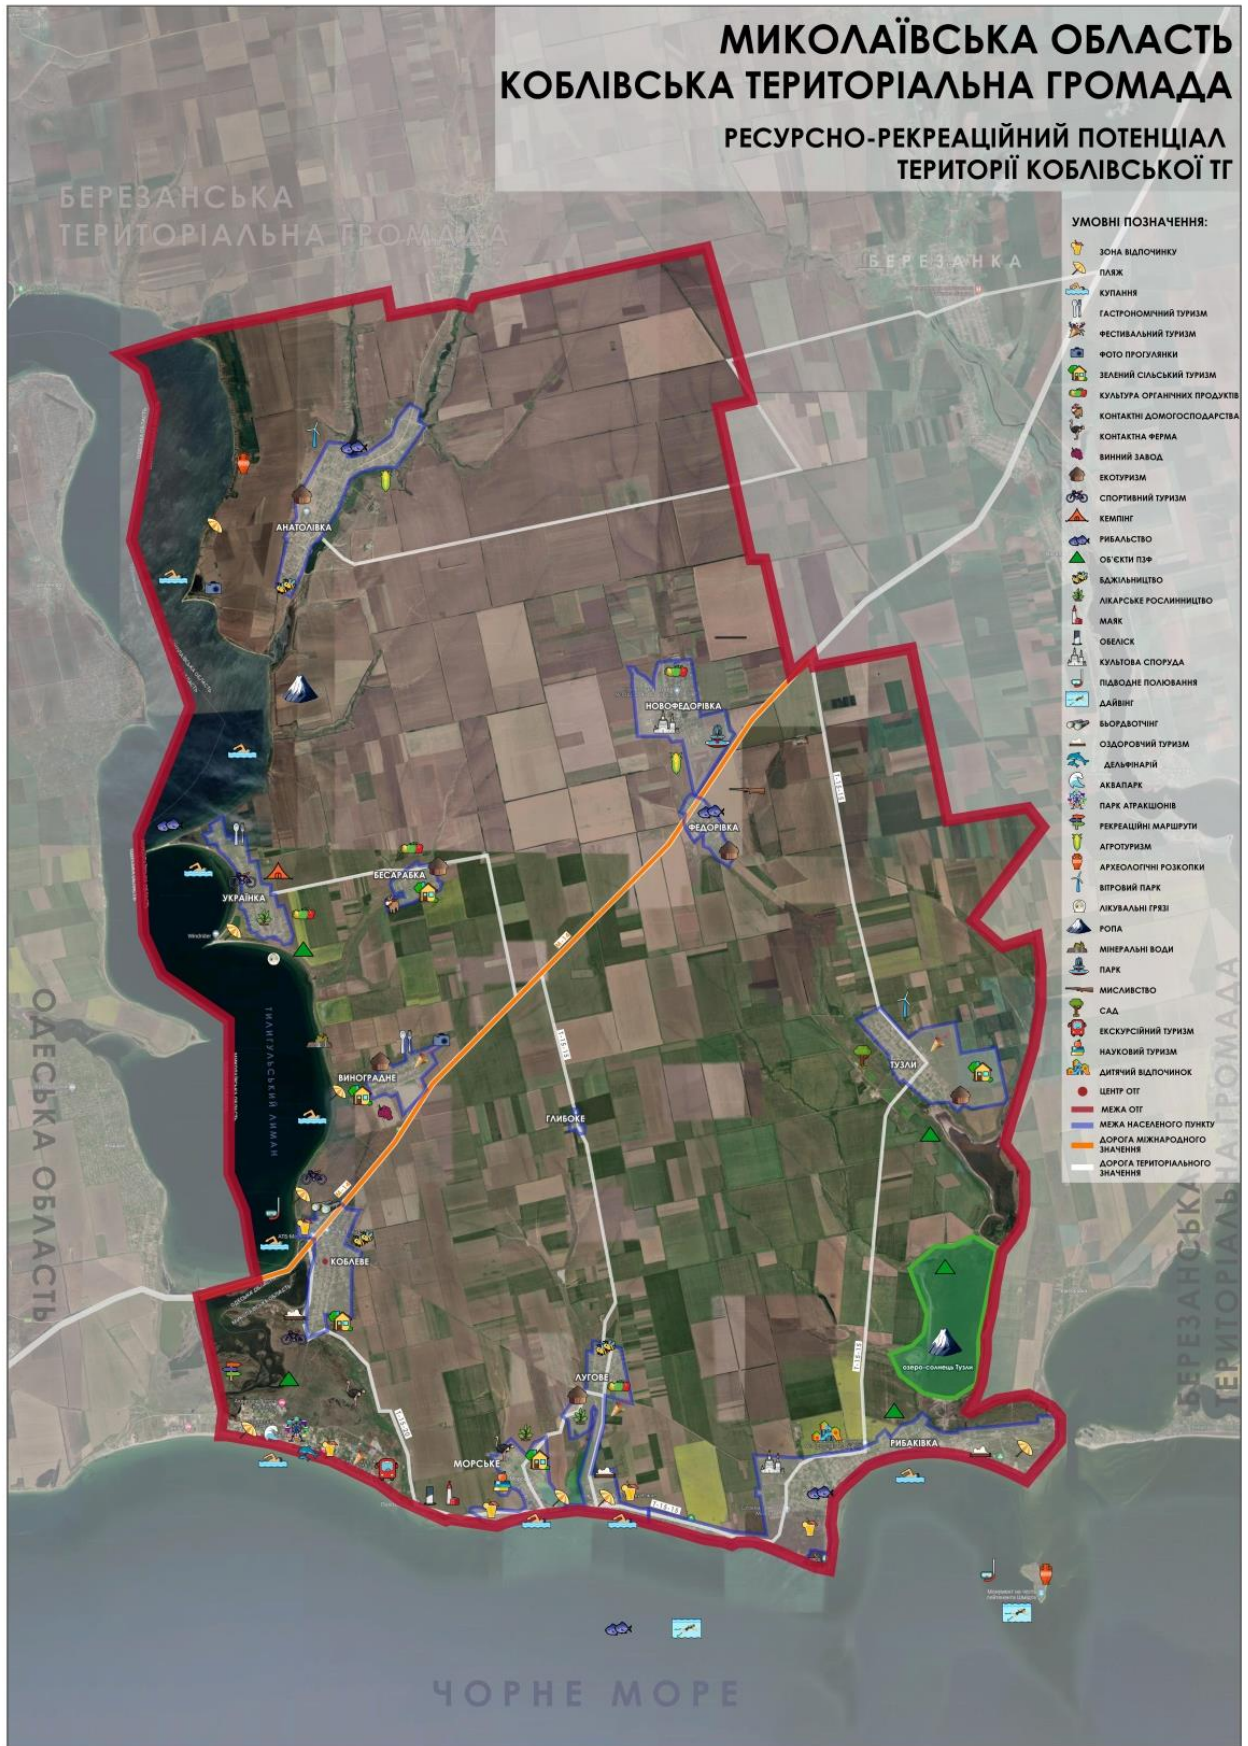 МИКОЛАЇВСЬКА ОБЛАСТЬ
КОБЛІВСЬКА ТЕРИТОРІАЛЬНА ГРОМАДА
РЕСУРСНО-РЕКРЕАЦІЙНИЙ ПОТЕНЦІАЛ
ТЕРИТОРІЇ КОБЛІВСЬКОЇ ТГ
БЕРЕЗАНСЬКА
ТЕРИТОРІАЛЬНА ГРОМАДА
БЕРЕЗАНКА
УМОВНІ ПОЗНАЧЕННЯ:
ЗОНА ВІДПОЧИНКУ
ПЛЯЖ
КУПАННЯ
ГАСТРОНОМІЧНИЙ ТУРИЗМ
ФЕСТИВАЛЬНИЙ ТУРИЗМ
ФОТО ПРОГУЛЯНКИ
ЗЕЛЕНИЙ СІЛЬСЬКИЙ ТУРИЗМ
КУЛЬТУРА ОРГАНІЧНИХ ПРОДУКТІВ
КОНТАКТНІ ДОМОГОСПОДАРСТВА
КОНТАКТНА ФЕРМА
ВИННИЙ ЗАВОД
ЕКОТУРИЗМ
СПОРТИВНИЙ ТУРИЗМ
КЕМПІНГ
РИБАЛЬСТВО
ОБ'ЄКТИ ПЗФ
БДЖІЛЬНИЦТВО
ЛІКАРСЬКЕ РОСЛИННИЦТВО
МАЯК
ОБЕЛІСК
КУЛЬТОВА СПОРУДА
ПІДВОДНЕ ПОЛЮВАННЯ
ДАЙВІНГ
БЬОРДВОТЧІНГ
ОЗДОРОВЧИЙ ТУРИЗМ
ДЕЛЬФІНАРІЙ
АКВАПАРК
ПАРК АТРАКШОНІВ
РЕКРЕАЦІЙНІ МАРШРУТИ
АГРОТУРИЗМ
АРХЕОЛОГІЧНІ РОЗКОПКИ
ВІТРОВИЙ ПАРК
ЛІКУВАЛЬНІ ГРЯЗІ
РОПА
МІНЕРАЛЬНІ ВОДИ
ПАРК
МИСЛИВСТВО
САД
ЕКСКУРСІЙНИЙ ТУРИЗМ
НАУКОВИЙ ТУРИЗМ
ДИТЯЧИЙ ВІДПОЧИНОК
ЦЕНТР ОТГ
МЕЖА ОТГ
МЕЖА НАСЕЛЕНОГО ПУНКТУ
ДОРОГА МІЖНАРОДНОГО
ЗНАЧЕННЯ
ДОРОГА ТЕРИТОРІАЛЬНОГО
ЗНАЧЕННЯ
АНАТОЛІВКА
НОВОФЕДОРІВКА
ФЕДОРІВКА
БЕСАРАБКА
УКРАЇНКА
ВИНОГРАДНЕ
ГЛИБОКЕ
ТУЗЛИ
ТИЛИГУЛЬСЬКИЙ ЛИМАН
КОБЛЕВЕ
озеро-солонець Тузли
ЛУГОВЕ
МОРСЬКЕ
РИБАКІВКА
ОДЕСЬКА ОБЛАСТЬ
БЕРЕЗАНСЬКА
ТЕРИТОРІАЛЬНА ГРОМАДА
ЧОРНЕ МОРЕ